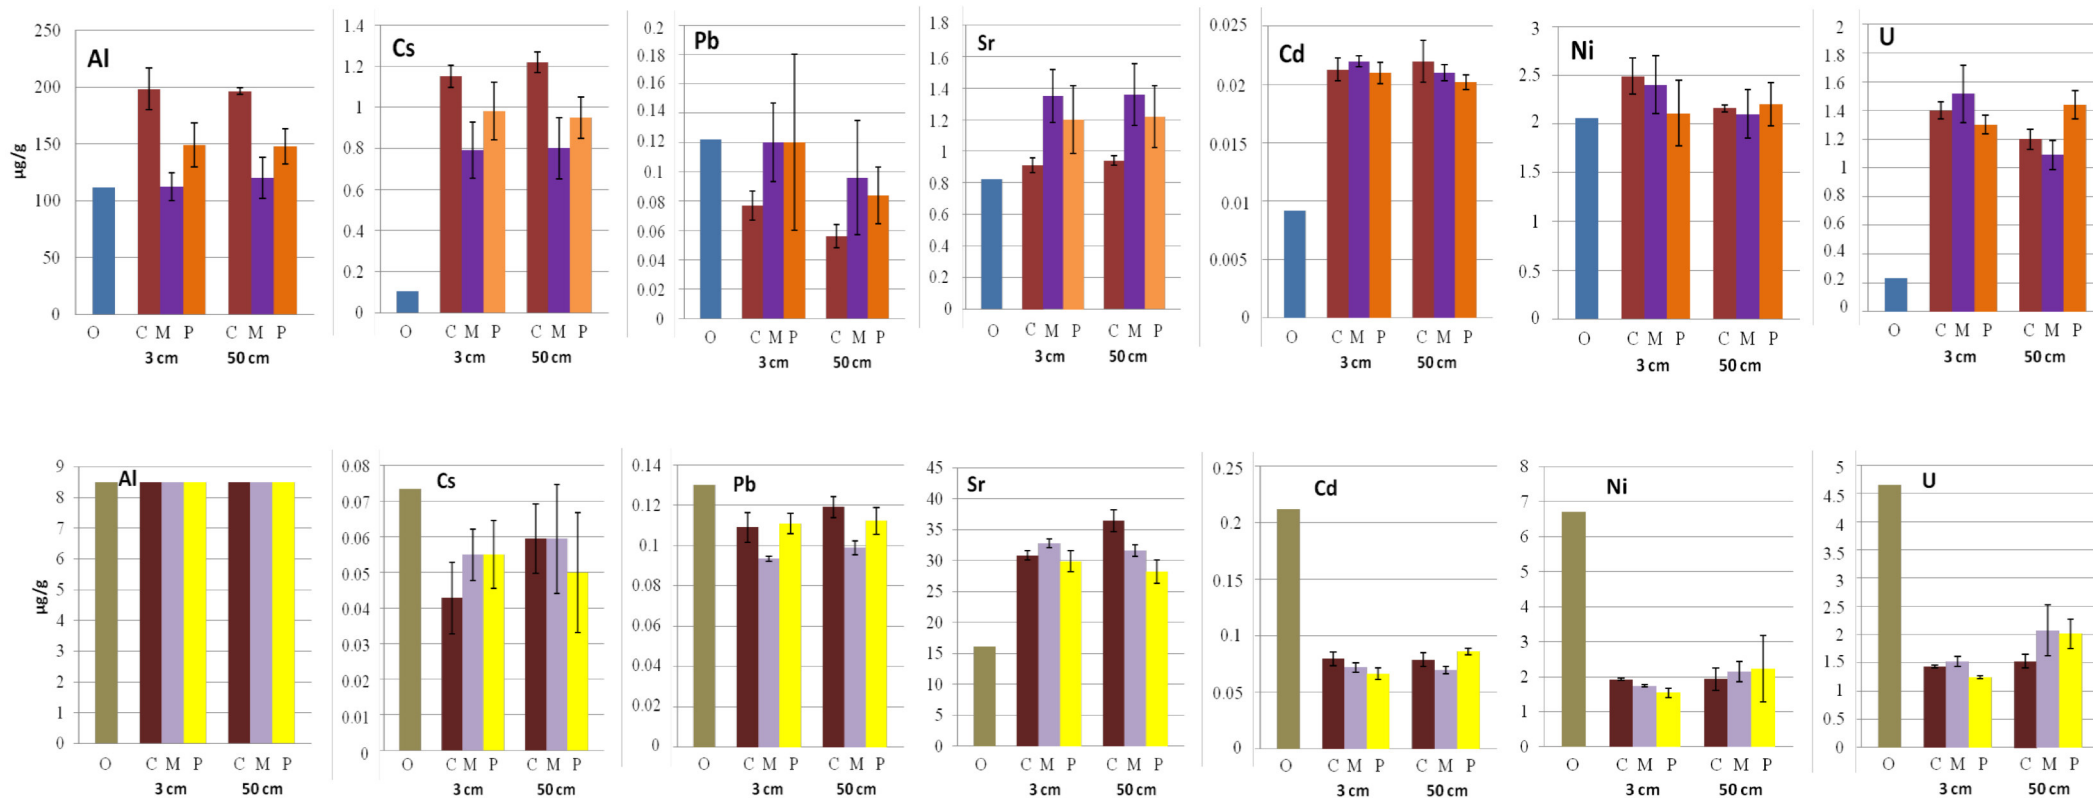 µg/g
Al
250
200
150
100
50
0
O C M P C M P
3 cm 50 cm
Cs
1.4
1.2
1
0.8
0.6
0.4
0.2
0
O C M P C M P
3 cm 50 cm
Pb
0.2
0.18
0.16
0.14
0.12
0.1
0.08
0.06
0.04
0.02
0
O C M P C M P
3 cm 50 cm
Sr
1.8
1.6
1.4
1.2
1
0.8
0.6
0.4
0.2
0
O C M P C M P
3 cm 50 cm
Cd
0.025
0.02
0.015
0.01
0.005
0
O C M P C M P
3 cm 50 cm
Ni
3
2.5
2
1.5
1
0.5
0
O C M P C M P
3 cm 50 cm
U
2
1.8
1.6
1.4
1.2
1
0.8
0.6
0.4
0.2
0
O C M P C M P
3 cm 50 cm
µg/g
Al
9
8
7
6
5
4
3
2
1
0
O C M P C M P
3 cm 50 cm
Cs
0.08
0.07
0.06
0.05
0.04
0.03
0.02
0.01
0
O C M P C M P
3 cm 50 cm
Pb
0.14
0.12
0.1
0.08
0.06
0.04
0.02
0
O C M P C M P
3 cm 50 cm
Sr
45
40
35
30
25
20
15
10
5
0
O C M P C M P
3 cm 50 cm
Cd
0.25
0.2
0.15
0.1
0.05
0
O C M P C M P
3 cm 50 cm
Ni
8
7
6
5
4
3
2
1
0
O C M P C M P
3 cm 50 cm
U
5
4.5
4
3.5
3
2.5
2
1.5
1
0.5
0
O C M P C M P
3 cm 50 cm